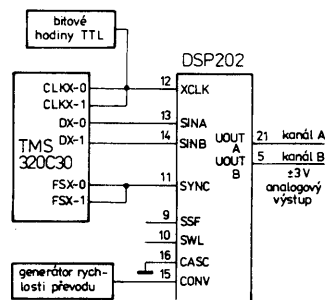 bitové
hodiny TTL
DSP202
CLKX-0
CLKX-1
DX-0
DX-1
TMS
320C30
FSX-0
FSX-1
12 XCLK
13 SINA
14 SINB
11 SYNC
9 SSF
10 SWL
16 CASC
15 CONV
UOUT A
UOUT B
21 kanál A
5 kanál B
±3V
analogový
výstup
generátor rych-
losti převodu